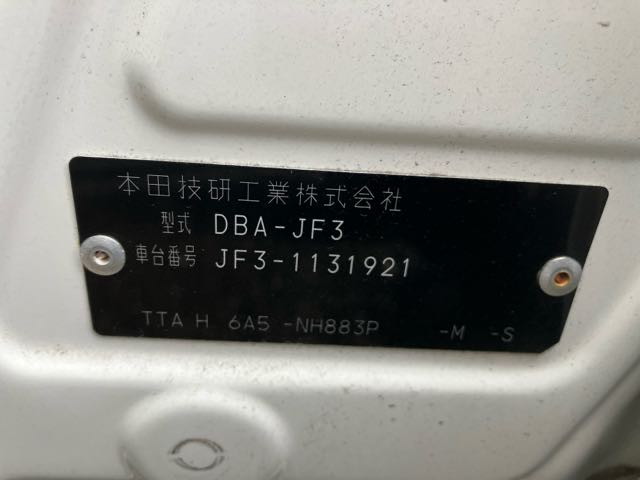 本田技研工業株式会社
型式 DBA-JF3
車台番号 JF3-1131921
TTA H 6A5 -NH883P -M -S